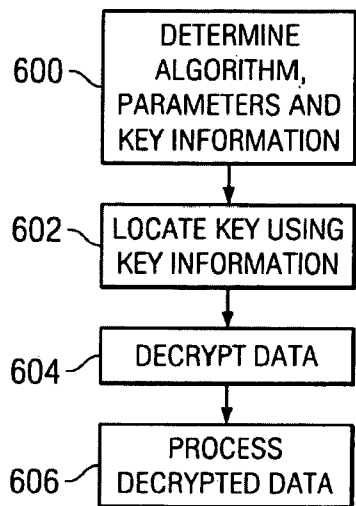 600
DETERMINE
ALGORITHM,
PARAMETERS AND
KEY INFORMATION
602
LOCATE KEY USING
KEY INFORMATION
604
DECRYPT DATA
606
PROCESS
DECRYPTED DATA